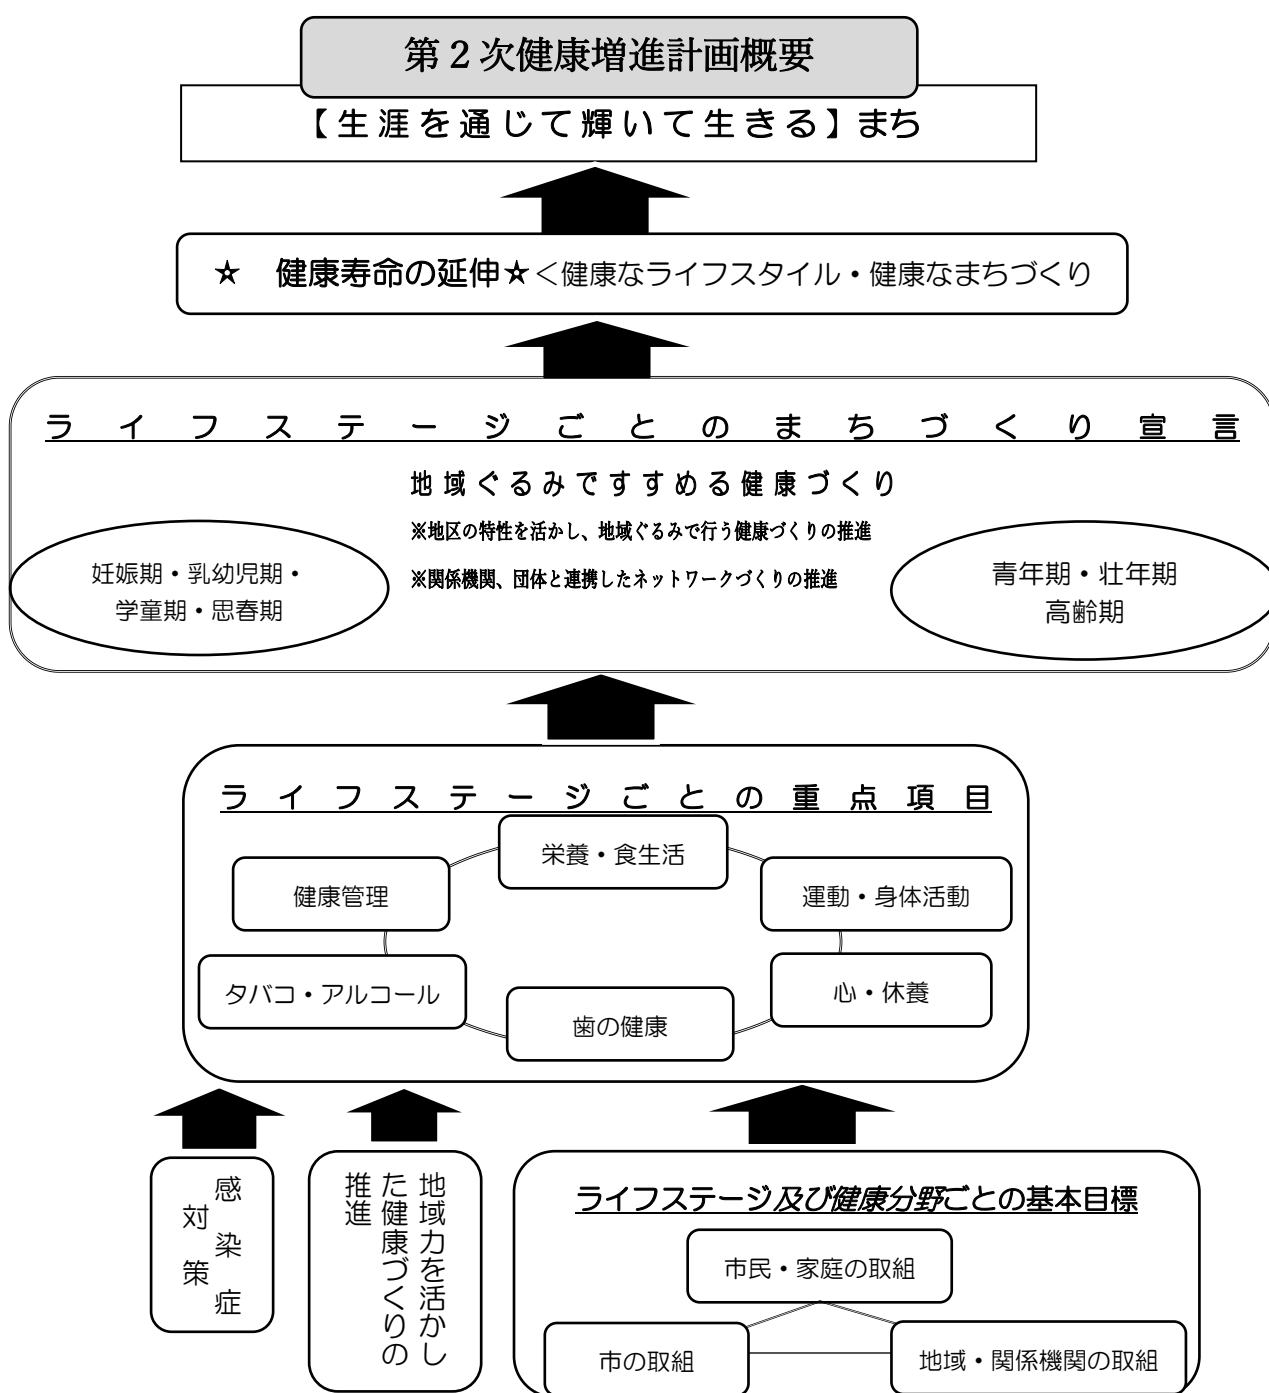 第２次健康増進計画概要
【生涯を通じて輝いて生きる】まち
☆　健康寿命の延伸☆＜健康なライフスタイル・健康なまちづくり
ライフステージごとのまちづくり宣言
地域ぐるみですすめる健康づくり
※地区の特性を活かし、地域ぐるみで行う健康づくりの推進
※関係機関、団体と連携したネットワークづくりの推進
妊娠期・乳幼児期・
学童期・思春期
青年期・壮年期
高齢期
ライフステージごとの重点項目
栄養・食生活
健康管理
運動・身体活動
タバコ・アルコール
心・休養
歯の健康
感染症
対策
地域力を活かし
た健康づくりの
推進
ライフステージ及び健康分野ごとの基本目標
市民・家庭の取組
市の取組
地域・関係機関の取組